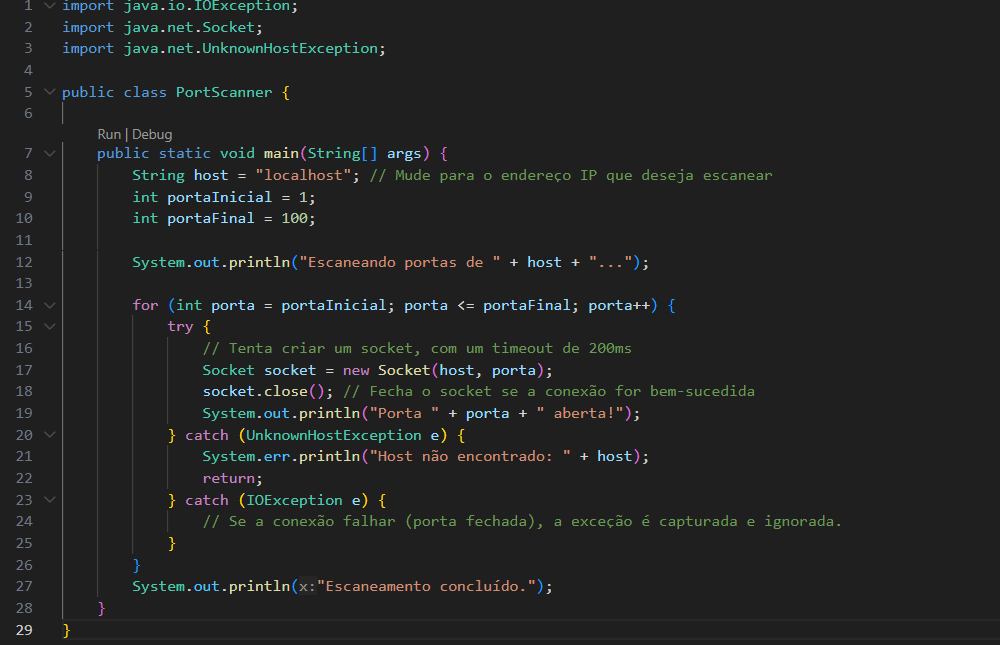 1 import java.io.IOException;
2 import java.net.Socket;
3 import java.net.UnknownHostException;
4
5 public class PortScanner {
6
Run | Debug
7     public static void main(String[] args) {
8         String host = "localhost"; // Mude para o endereço IP que deseja escanear
9         int portaInicial = 1;
10         int portaFinal = 100;
11
12         System.out.println("Escaneando portas de " + host + "...");
13
14         for (int porta = portaInicial; porta <= portaFinal; porta++) {
15             try {
16                 // Tenta criar um socket, com um timeout de 200ms
17                 Socket socket = new Socket(host, porta);
18                 socket.close(); // Fecha o socket se a conexão for bem-sucedida
19                 System.out.println("Porta " + porta + " aberta!");
20             } catch (UnknownHostException e) {
21                 System.err.println("Host não encontrado: " + host);
22                 return;
23             } catch (IOException e) {
24                 // Se a conexão falhar (porta fechada), a exceção é capturada e ignorada.
25             }
26         }
27         System.out.println(x:"Escaneamento concluído.");
28     }
29 }